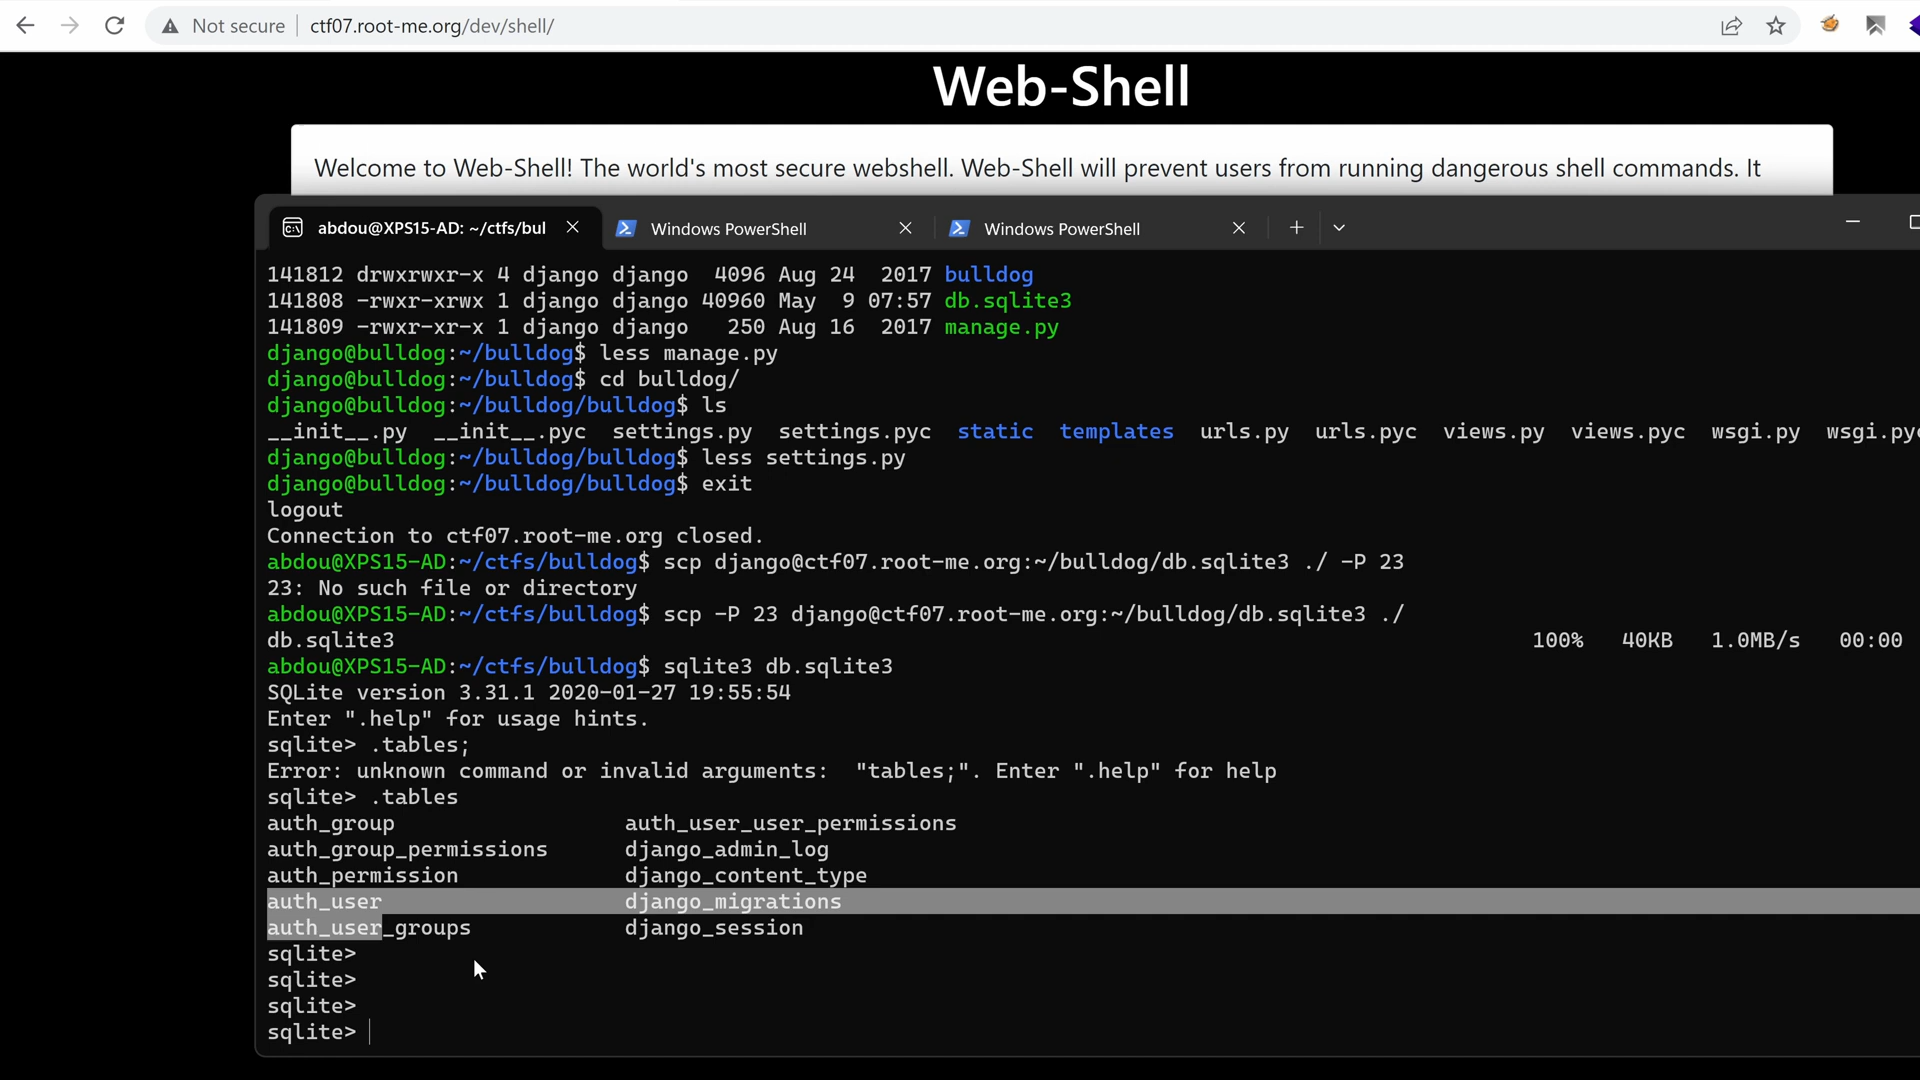 Not secure ctf07.root-me.org/dev/shell/
Web-Shell
Welcome to Web-Shell! The world's most secure webshell. Web-Shell will prevent users from running dangerous shell commands. It
abdou@XPS15-AD: ~/ctfs/bul Windows PowerShell Windows PowerShell
141812 drwxrwxr-x 4 django django  4096 Aug 24  2017 bulldog
141808 -rwxr-xrwx 1 django django 40960 May  9 07:57 db.sqlite3
141809 -rwxr-xr-x 1 django django   250 Aug 16  2017 manage.py
django@bulldog:~/bulldog$ less manage.py
django@bulldog:~/bulldog$ cd bulldog/
django@bulldog:~/bulldog/bulldog$ ls
__init__.py  __init__.pyc  settings.py  settings.pyc  static  templates  urls.py  urls.pyc  views.py  views.pyc  wsgi.py  wsgi.py
django@bulldog:~/bulldog/bulldog$ less settings.py
django@bulldog:~/bulldog/bulldog$ exit
logout
Connection to ctf07.root-me.org closed.
abdou@XPS15-AD:~/ctfs/bulldog$ scp django@ctf07.root-me.org:~/bulldog/db.sqlite3 ./ -P 23
23: No such file or directory
abdou@XPS15-AD:~/ctfs/bulldog$ scp -P 23 django@ctf07.root-me.org:~/bulldog/db.sqlite3 ./
db.sqlite3 100% 40KB 1.0MB/s 00:00
abdou@XPS15-AD:~/ctfs/bulldog$ sqlite3 db.sqlite3
SQLite version 3.31.1 2020-01-27 19:55:54
Enter ".help" for usage hints.
sqlite> .tables;
Error: unknown command or invalid arguments:  "tables;". Enter ".help" for help
sqlite> .tables
auth_group                  auth_user_user_permissions
auth_group_permissions      django_admin_log
auth_permission             django_content_type
auth_user                   django_migrations
auth_user_groups            django_session
sqlite>
sqlite>
sqlite>
sqlite>